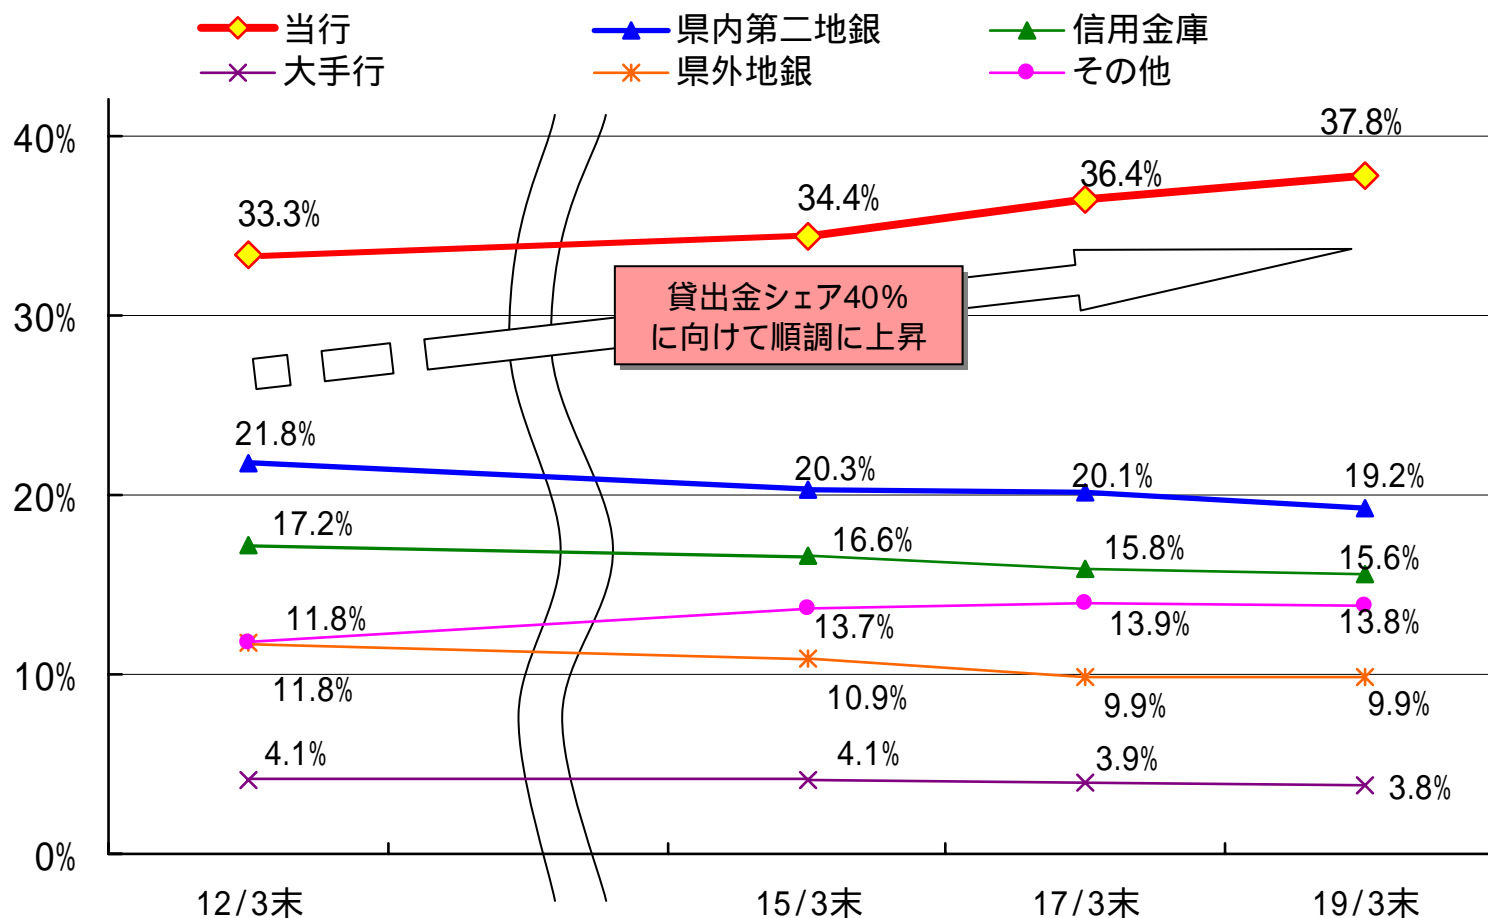 当行 県内第二地銀 信用金庫
大手行 県外地銀 その他
40%
30%
20%
10%
0%
37.8%
36.4%
34.4%
33.3%
貸出金シェア40%
に向けて順調に上昇
21.8% 20.3% 20.1% 19.2%
17.2% 16.6% 15.8% 15.6%
11.8% 13.7% 13.9% 13.8%
11.8% 10.9% 9.9% 9.9%
4.1% 4.1% 3.9% 3.8%
12/3末 15/3末 17/3末 19/3末